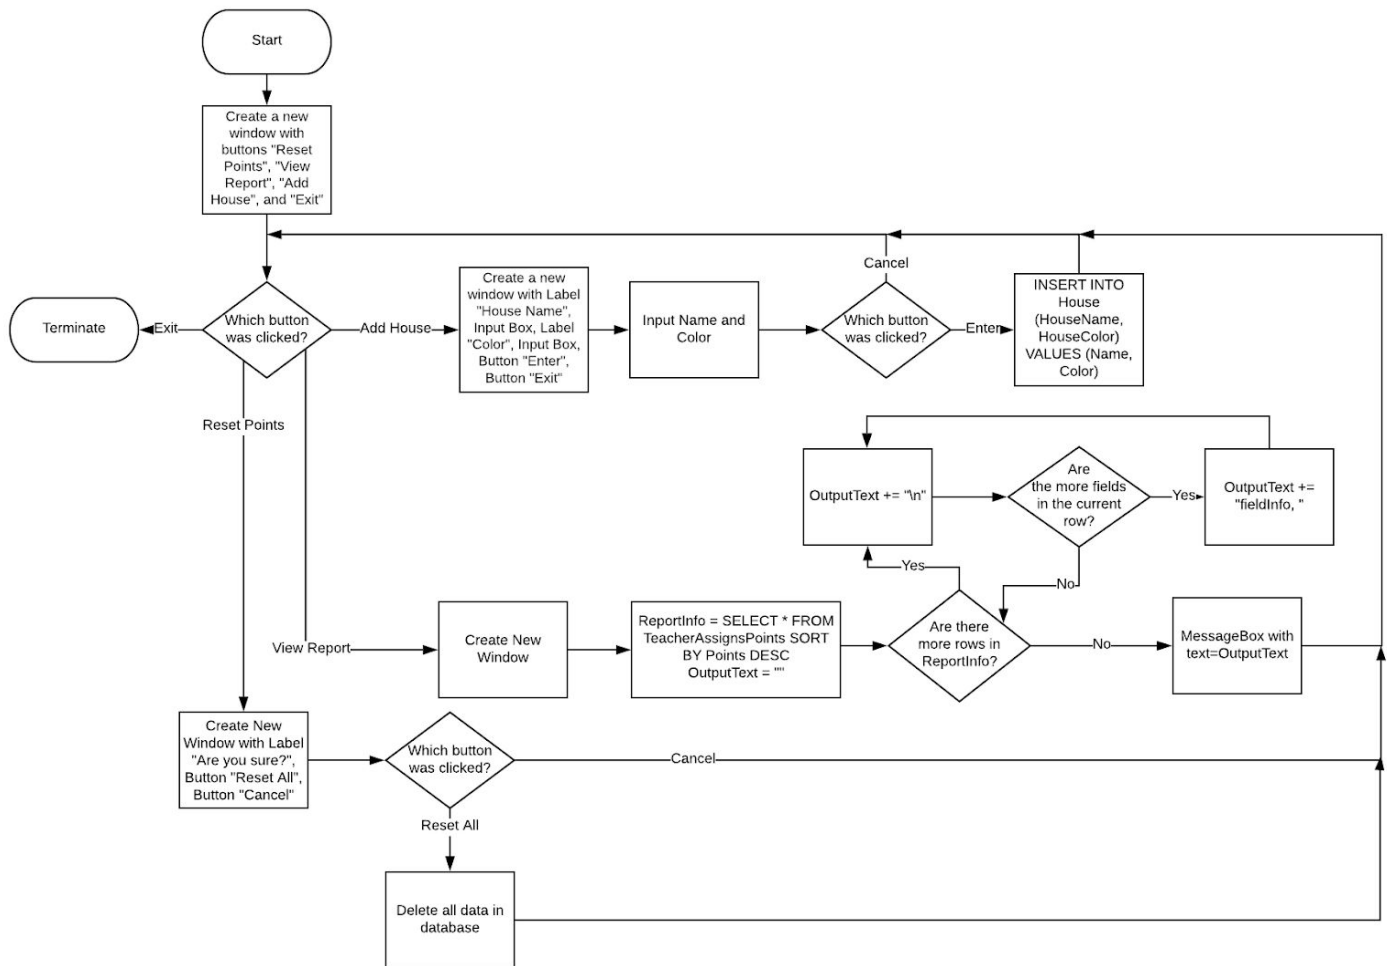 Start
Create a new
window with
buttons "Reset
Points", "View
Report", "Add
House", and "Exit"
Cancel
Terminate
Exit
Which button
was clicked?
Add House
Create a new
window with Label
"House Name",
Input Box, Label
"Color", Input Box,
Button "Enter",
Button "Exit"
Input Name and
Color
Which button
was clicked?
Enter
INSERT INTO
House
(HouseName,
HouseColor)
VALUES (Name,
Color)
Reset Points
OutputText += "\n"
Are
the more fields
in the current
row?
Yes
OutputText +=
"fieldInfo, "
Yes
No
View Report
Create New
Window
ReportInfo = SELECT * FROM
TeacherAssignsPoints SORT
BY Points DESC
OutputText = ""
Are there
more rows in
ReportInfo?
No
MessageBox with
text=OutputText
Create New
Window with Label
"Are you sure?",
Button "Reset All",
Button "Cancel"
Which button
was clicked?
Cancel
Reset All
Delete all data in
database